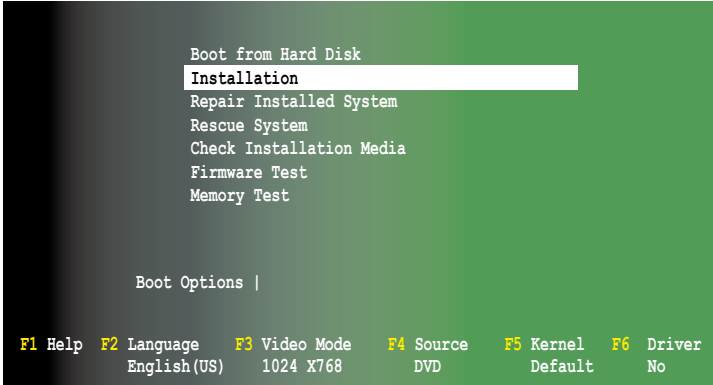 Boot from Hard Disk
Installation
Repair Installed System
Rescue System
Check Installation Media
Firmware Test
Memory Test
Boot Options |
F1 Help F2 Language F3 Video Mode F4 Source F5 Kernel F6 Driver
English(US) 1024 X768 DVD Default No